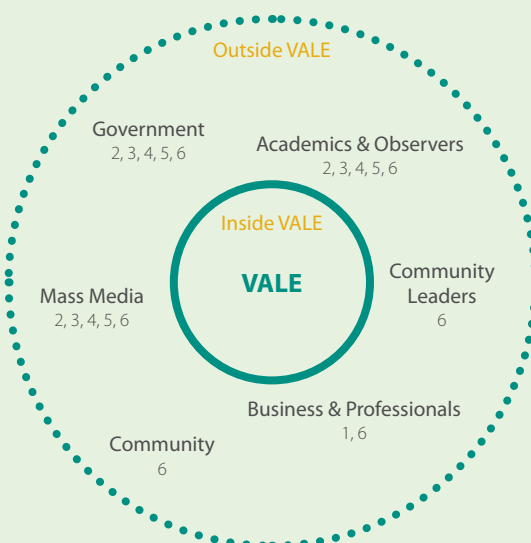 Outside VALE
Government
2, 3, 4, 5, 6
Academics & Observers
2, 3, 4, 5, 6
Inside VALE
VALE
Community
Leaders
6
Mass Media
2, 3, 4, 5, 6
Business & Professionals
1, 6
Community
6